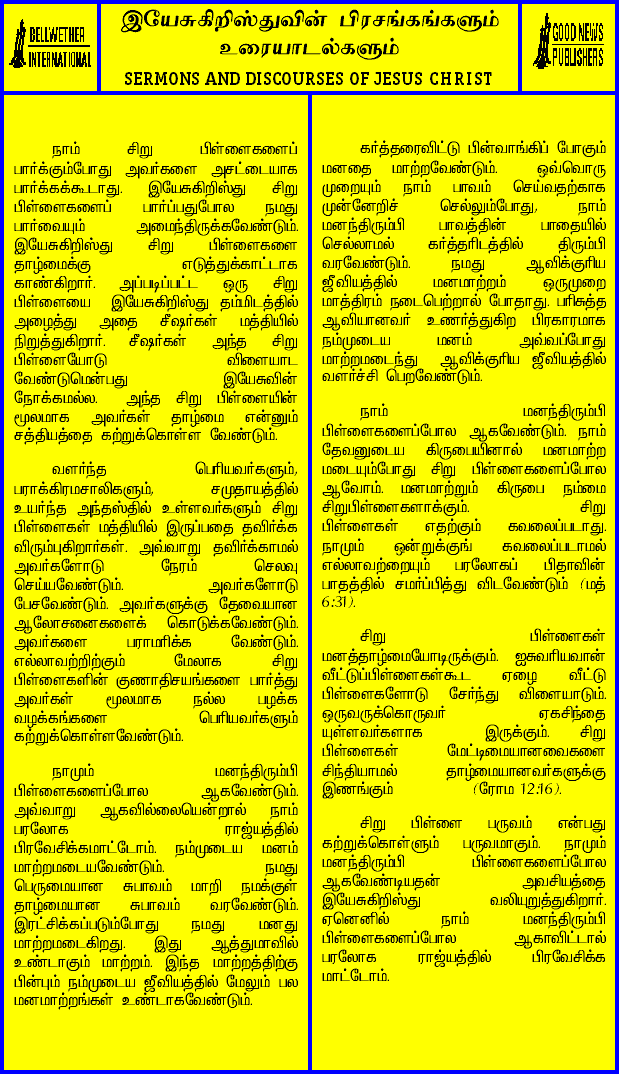 BELLWETHER
INTERNATIONAL
இயேசுகிறிஸ்துவின் பிரசங்கங்களும்
உரையாடல்களும்
SERMONS AND DISCOURSES OF JESUS CHRIST
GOOD NEWS
PUBLISHERS
நாம் சிறு பிள்ளைகளைப்
பார்க்கும்போது அவர்களை அசட்டையாக
பார்க்கக்கூடாது. இயேசுகிறிஸ்து சிறு
பிள்ளைகளைப் பார்ப்பதுபோல நமது
பார்வையும் அமைந்திருக்கவேண்டும்.
இயேசுகிறிஸ்து சிறு பிள்ளைகளை
தாழ்மைக்கு எடுத்துக்காட்டாக
காண்கிறார். அப்படிப்பட்ட ஒரு சிறு
பிள்ளையை இயேசுகிறிஸ்து தம்மிடத்தில்
அழைத்து அதை சீஷர்கள் மத்தியில்
நிறுத்துகிறார். சீஷர்கள் அந்த சிறு
பிள்ளையோடு விளையாட
வேண்டுமென்பது இயேசுவின்
நோக்கமல்ல. அந்த சிறு பிள்ளையின்
மூலமாக அவர்கள் தாழ்மை என்னும்
சத்தியத்தை கற்றுக்கொள்ள வேண்டும்.
வளர்ந்த பெரியவர்களும்,
பராக்கிரமசாலிகளும், சமுதாயத்தில்
உயர்ந்த அந்தஸ்தில் உள்ளவர்களும் சிறு
பிள்ளைகள் மத்தியில் இருப்பதை தவிர்க்க
விரும்புகிறார்கள். அவ்வாறு தவிர்க்காமல்
அவர்களோடு நேரம் செலவு
செய்யவேண்டும். அவர்களோடு
பேசவேண்டும். அவர்களுக்கு தேவையான
ஆலோசனைகளைக் கொடுக்கவேண்டும்.
அவர்களை பராமரிக்க வேண்டும்.
எல்லாவற்றிற்கும் மேலாக சிறு
பிள்ளைகளின் குணாதிசயங்களை பார்த்து
அவர்கள் மூலமாக நல்ல பழக்க
வழக்கங்களை பெரியவர்களும்
கற்றுக்கொள்ளவேண்டும்.
நாமும் மனந்திரும்பி
பிள்ளைகளைப்போல ஆகவேண்டும்.
அவ்வாறு ஆகவில்லையென்றால் நாம்
பரலோக ராஜ்யத்தில்
பிரவேசிக்கமாட்டோம். நம்முடைய மனம்
மாற்றமடையவேண்டும். நமது
பெருமையான சுபாவம் மாறி நமக்குள்
தாழ்மையான சுபாவம் வரவேண்டும்.
இரட்சிக்கப்படும்போது நமது மனது
மாற்றமடைகிறது. இது ஆத்துமாவில்
உண்டாகும் மாற்றம். இந்த மாற்றத்திற்கு
பின்பும் நம்முடைய ஜீவியத்தில் மேலும் பல
மனமாற்றங்கள் உண்டாகவேண்டும்.
கர்த்தரைவிட்டு பின்வாங்கிப் போகும்
மனதை மாற்றவேண்டும். ஒவ்வொரு
முறையும் நாம் பாவம் செய்வதற்காக
முன்னேறிச் செல்லும்போது, நாம்
மனந்திரும்பி பாவத்தின் பாதையில்
செல்லாமல் கர்த்தரிடத்தில் திரும்பி
வரவேண்டும். நமது ஆவிக்குரிய
ஜீவியத்தில் மனமாற்றம் ஒருமுறை
மாத்திரம் நடைபெற்றால் போதாது. பரிசுத்த
ஆவியானவர் உணர்த்துகிற பிரகாரமாக
நம்முடைய மனம் அவ்வப்போது
மாற்றமடைந்து ஆவிக்குரிய ஜீவியத்தில்
வளர்ச்சி பெறவேண்டும்.
நாம் மனந்திரும்பி
பிள்ளைகளைப்போல ஆகவேண்டும். நாம்
தேவனுடைய கிருபையினால் மனமாற்ற
மடையும்போது சிறு பிள்ளைகளைப்போல
ஆவோம். மனமாற்றும் கிருபை நம்மை
சிறுபிள்ளைகளாக்கும். சிறு
பிள்ளைகள் எதற்கும் கவலைப்படாது.
நாமும் ஒன்றுக்குங் கவலைப்படாமல்
எல்லாவற்றையும் பரலோகப் பிதாவின்
பாதத்தில் சமர்ப்பித்து விடவேண்டும் (மத்
6:31).
சிறு பிள்ளைகள்
மனத்தாழ்மையோடிருக்கும். ஐசுவரியவான்
வீட்டுப்பிள்ளைகள்கூட ஏழை வீட்டு
பிள்ளைகளோடு சேர்ந்து விளையாடும்.
ஒருவருக்கொருவர் ஏகசிந்தை
யுள்ளவர்களாக இருக்கும். சிறு
பிள்ளைகள் மேட்டிமையானவைகளை
சிந்தியாமல் தாழ்மையானவர்களுக்கு
இணங்கும் (ரோம 12:16).
சிறு பிள்ளை பருவம் என்பது
கற்றுக்கொள்ளும் பருவமாகும். நாமும்
மனந்திரும்பி பிள்ளைகளைப்போல
ஆகவேண்டியதன் அவசியத்தை
இயேசுகிறிஸ்து வலியுறுத்துகிறார்.
ஏனெனில் நாம் மனந்திரும்பி
பிள்ளைகளைப்போல ஆகாவிட்டால்
பரலோக ராஜ்யத்தில் பிரவேசிக்க
மாட்டோம்.